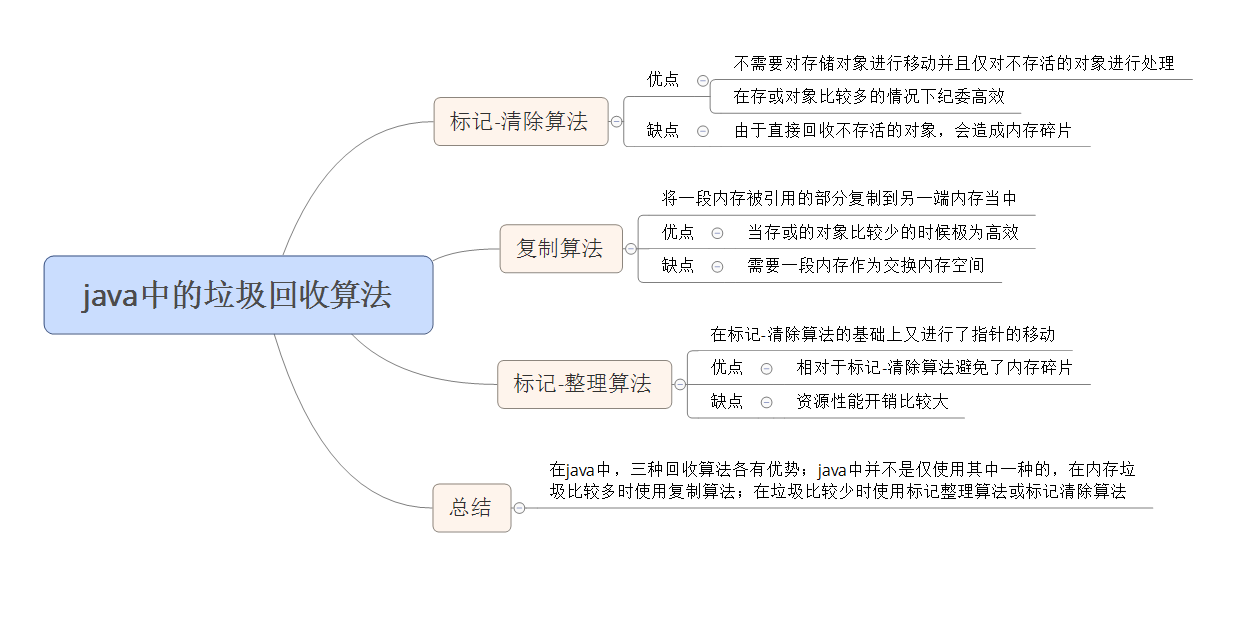 java中的垃圾回收算法
标记-清除算法
优点
不需要对存储对象进行移动并且仅对不存活的对象进行处理
在存或对象比较多的情况下纪委高效
缺点
由于直接回收不存活的对象，会造成内存碎片
复制算法
将一段内存被引用的部分复制到另一端内存当中
优点
当存或的对象比较少的时候极为高效
缺点
需要一段内存作为交换内存空间
标记-整理算法
在标记-清除算法的基础上又进行了指针的移动
优点
相对于标记-清除算法避免了内存碎片
缺点
资源性能开销比较大
总结
在java中，三种回收算法各有优势；java中并不是仅使用其中一种的，在内存垃
圾比较多时使用复制算法；在垃圾比较少时使用标记整理算法或标记清除算法